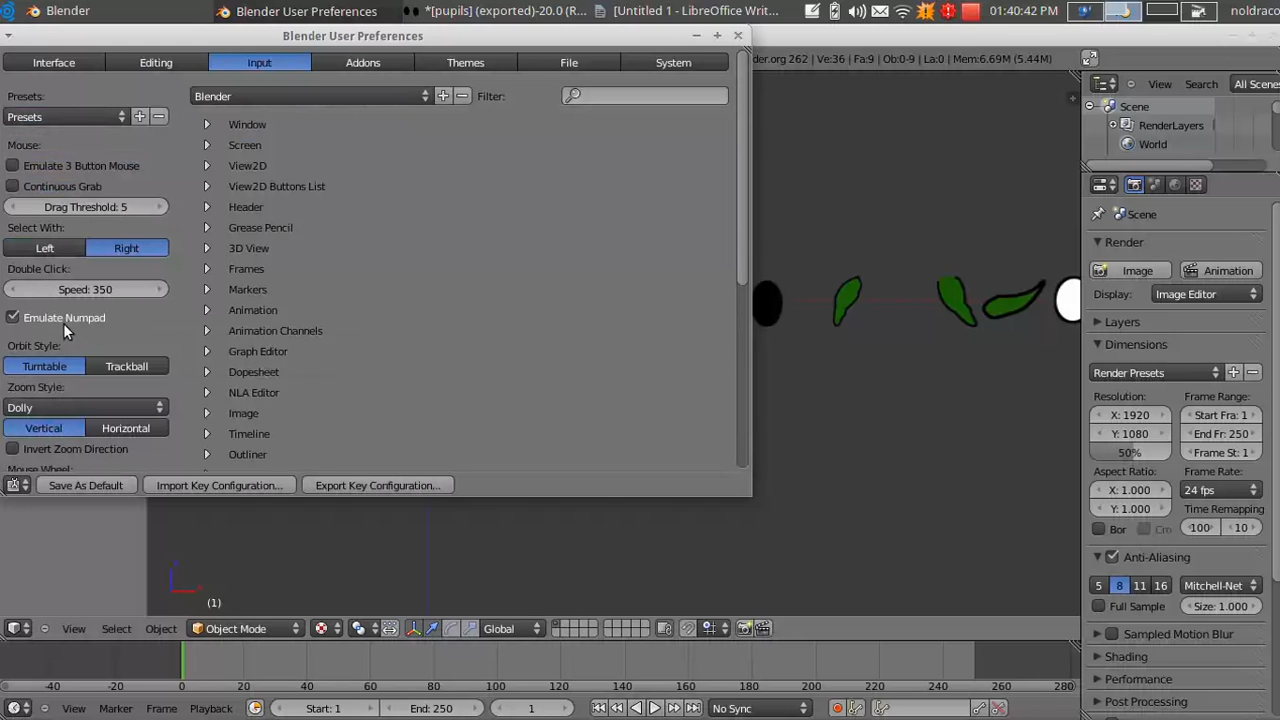 Blender
Blender User Preferences
*[pupils] (exported)-20.0 (R...
[Untitled 1 - LibreOffice Writ...
01:40:42 PM
noldraco
Blender User Preferences
Interface
Editing
Input
Addons
Themes
File
System
der.org 262 | Ve:36 | Fa:9 | Ob:0-9 | La:0 | Mem:6.69M (5.44M)
View
Search
All Scenes
Presets:
Presets
Blender
Filter:
Mouse:
Emulate 3 Button Mouse
Continuous Grab
Drag Threshold: 5
Select With:
Left
Right
Double Click:
Speed: 350
Emulate Numpad
Orbit Style:
Turntable
Trackball
Zoom Style:
Dolly
Vertical
Horizontal
Invert Zoom Direction
Mouse Wheel:
Window
Screen
View2D
View2D Buttons List
Header
Grease Pencil
3D View
Frames
Markers
Animation
Animation Channels
Graph Editor
Dopesheet
NLA Editor
Image
Timeline
Outliner
Save As Default
Import Key Configuration...
Export Key Configuration...
Scene
RenderLayers
World
Scene
Render
Image
Animation
Display:
Image Editor
Layers
Dimensions
Render Presets
Resolution:
Frame Range:
X: 1920
Start Fra: 1
Y: 1080
End Fr: 250
50%
Frame St: 1
Aspect Ratio:
Frame Rate:
X: 1.000
24 fps
Y: 1.000
Time Remapping
Bor
Cro
100
10
Anti-Aliasing
5
8
11
16
Mitchell-Net
Full Sample
Size: 1.000
Sampled Motion Blur
Shading
Performance
Post Processing
(1)
View
Select
Object
Object Mode
Global
-40 -20 0 20 40 60 80 100 120 140 160 180 200 220 240 260 280
View
Marker
Frame
Playback
Start: 1
End: 250
1
No Sync